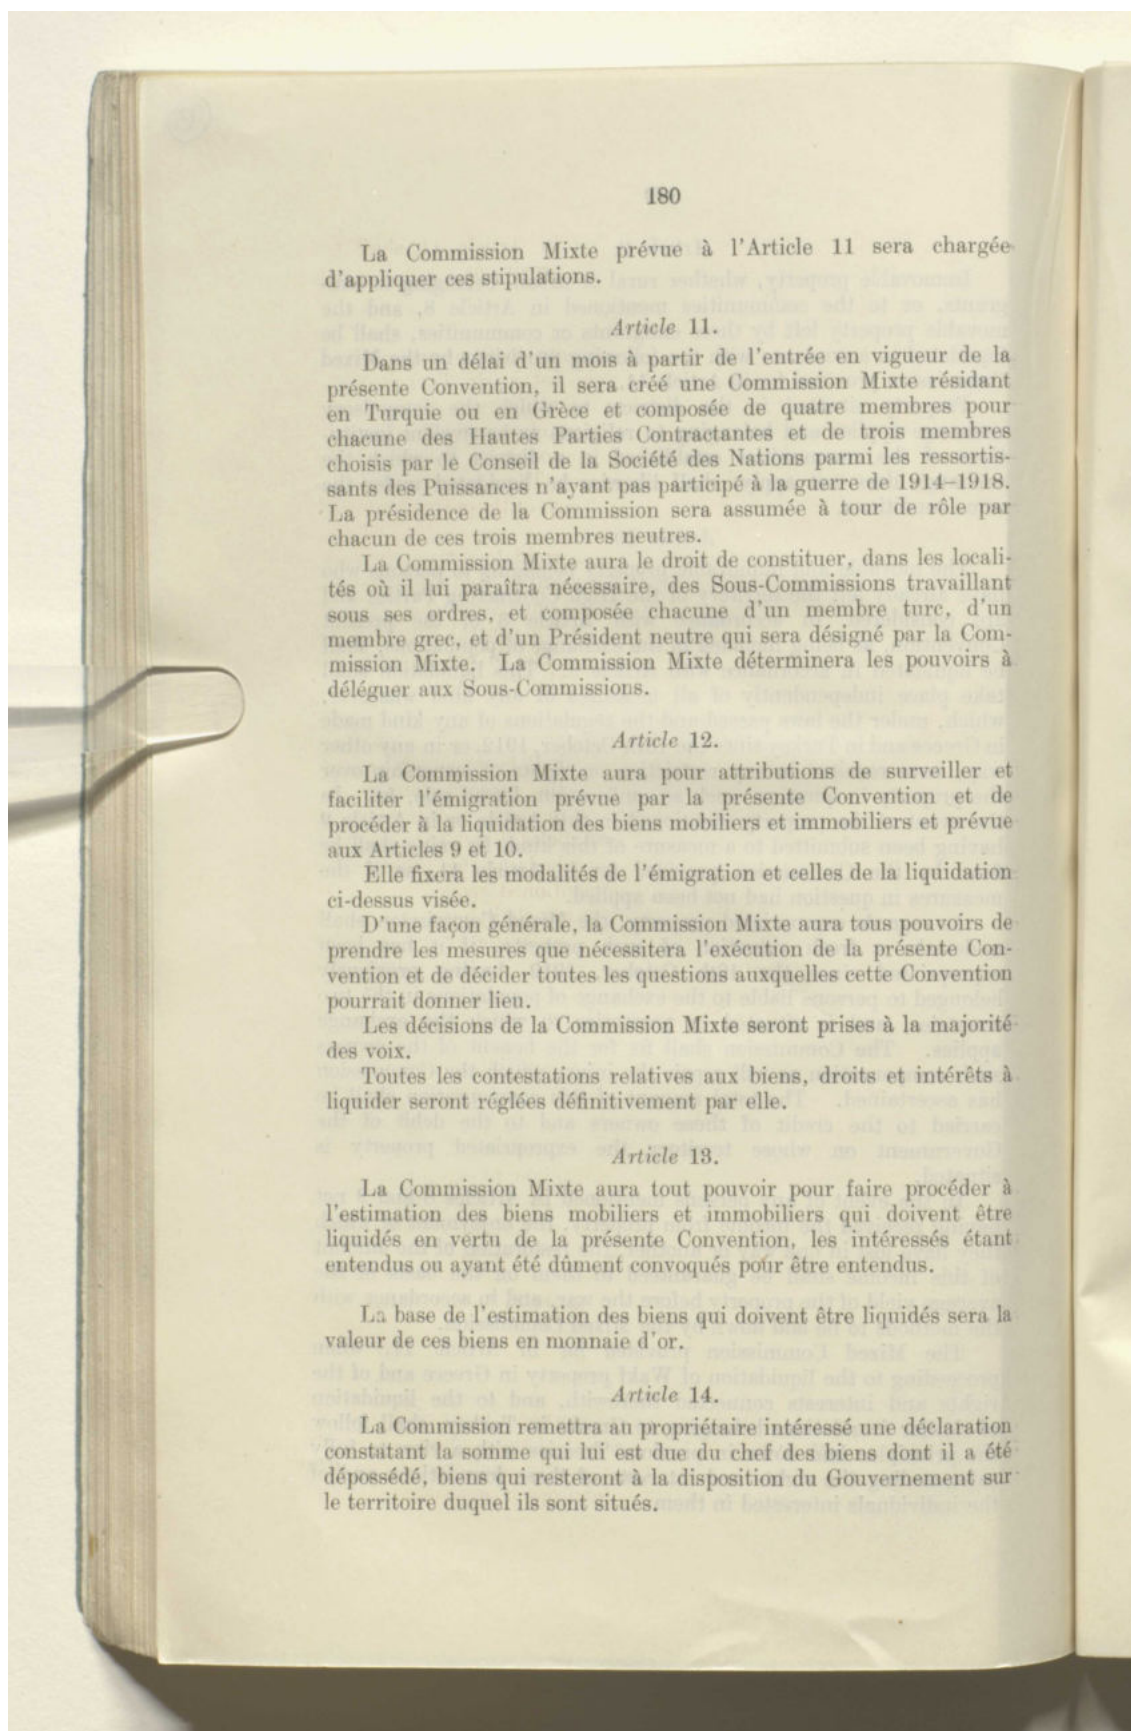 180
La Commission Mixte prévue à l'Article 11 sera chargée
d'appliquer ces stipulations.
Article 11.
Dans un délai d'un mois à partir de l'entrée en vigueur de la
présente Convention, il sera créé une Commission Mixte résidant
en Turquie ou en Grèce et composée de quatre membres pour
chacune des Hautes Parties Contractantes et de trois membres
choisis par le Conseil de la Société des Nations parmi les ressortis-
sants des Puissances n'ayant pas participé à la guerre de 1914–1918.
La présidence de la Commission sera assumée à tour de rôle par
chacun de ces trois membres neutres.
La Commission Mixte aura le droit de constituer, dans les locali-
tés où il lui paraîtra nécessaire, des Sous-Commissions travaillant
sous ses ordres, et composée chacune d'un membre turc, d'un
membre grec, et d'un Président neutre qui sera désigné par la Com-
mission Mixte. La Commission Mixte déterminera les pouvoirs à
déléguer aux Sous-Commissions.
Article 12.
La Commission Mixte aura pour attributions de surveiller et
faciliter l'émigration prévue par la présente Convention et de
procéder à la liquidation des biens mobiliers et immobiliers et prévue
aux Articles 9 et 10.
Elle fixera les modalités de l'émigration et celles de la liquidation
ci-dessus visée.
D'une façon générale, la Commission Mixte aura tous pouvoirs de
prendre les mesures que nécessitera l'exécution de la présente Con-
vention et de décider toutes les questions auxquelles cette Convention
pourrait donner lieu.
Les décisions de la Commission Mixte seront prises à la majorité
des voix.
Toutes les contestations relatives aux biens, droits et intérêts à
liquider seront réglées définitivement par elle.
Article 13.
La Commission Mixte aura tout pouvoir pour faire procéder à
l'estimation des biens mobiliers et immobiliers qui doivent être
liquidés en vertu de la présente Convention, les intéressés étant
entendus ou ayant été dûment convoqués pour être entendus.
La base de l'estimation des biens qui doivent être liquidés sera la
valeur de ces biens en monnaie d'or.
Article 14.
La Commission remettra au propriétaire intéressé une déclaration
constatant la somme qui lui est due du chef des biens dont il a été
dépossédé, biens qui resteront à la disposition du Gouvernement sur
le territoire duquel ils sont situés.